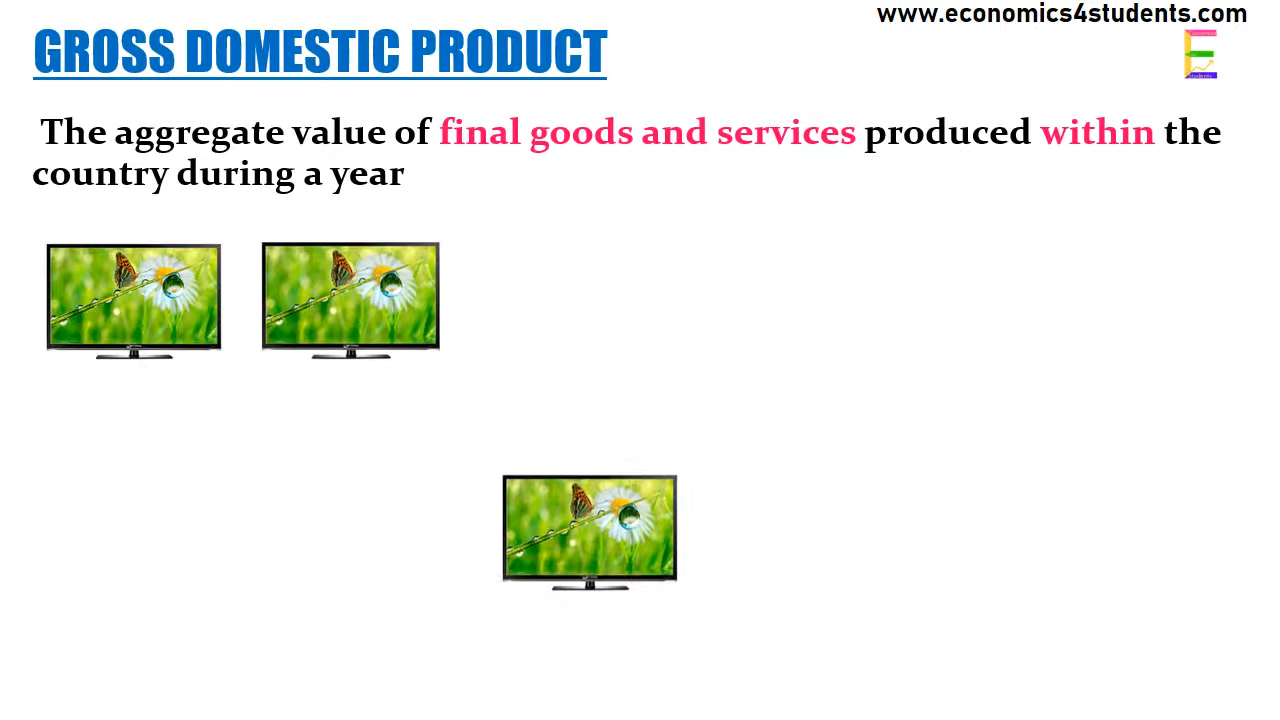 www.economics4students.com
GROSS DOMESTIC PRODUCT
The aggregate value of final goods and services produced within the
country during a year